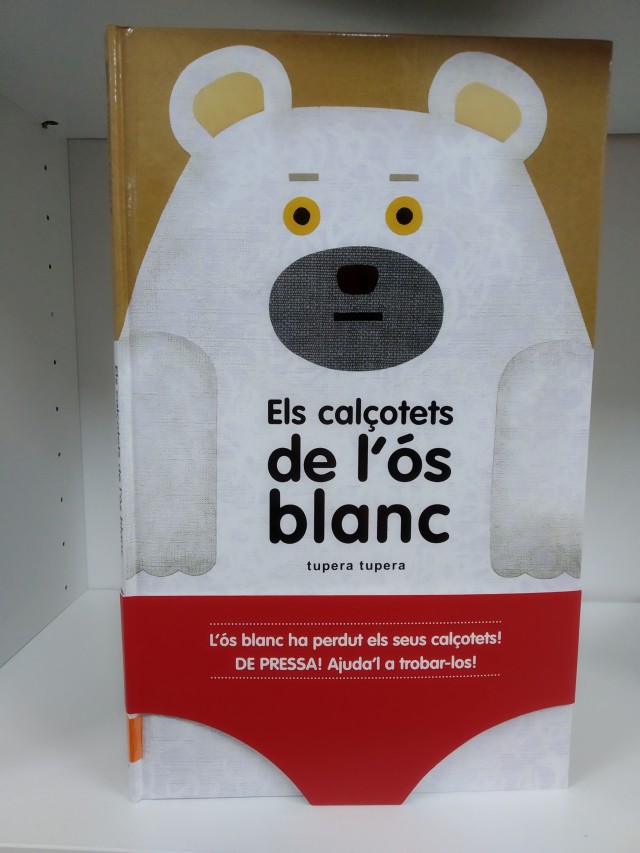 Els calçotets
de l'ós
blanc
tupera tupera
L'ós blanc ha perdut els seus calçotets!
DE PRESSA! Ajuda'l a trobar-los!